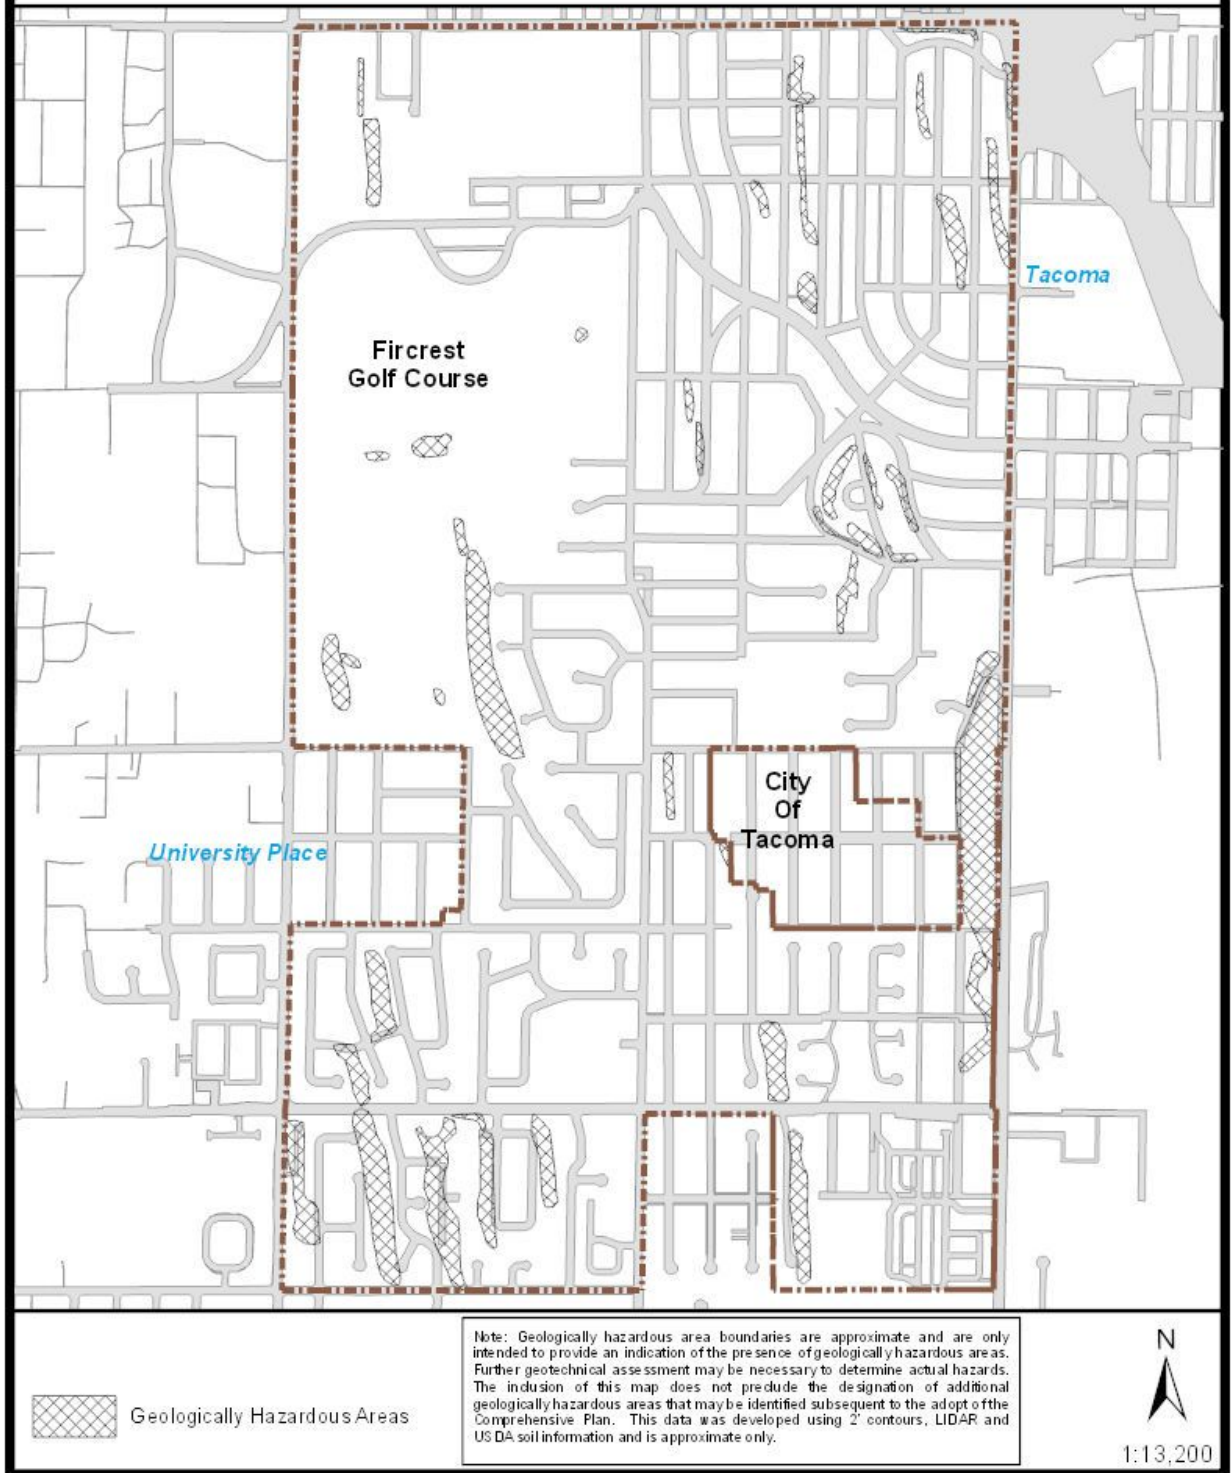 Tacoma
Fircrest
Golf Course
City
Of
Tacoma
University Place
Geologically Hazardous Areas
Note: Geologically hazardous area boundaries are approximate and are only
intended to provide an indication of the presence of geologically hazardous areas.
Further geotechnical assessment may be necessary to determine actual hazards.
The inclusion of this map does not preclude the designation of additional
geologically hazardous areas that may be identified subsequent to the adopt of the
Comprehensive Plan. This data was developed using 2' contours, LIDAR and
USDA soil information and is approximate only.
N
1:13,200